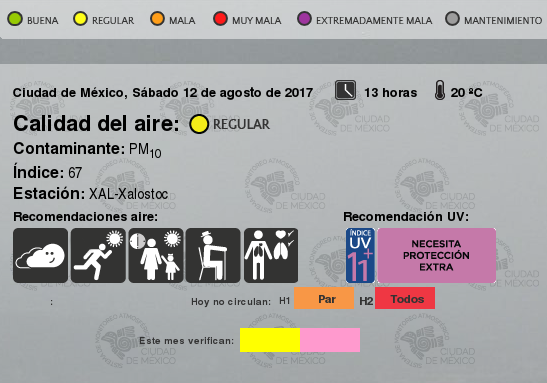 BUENA REGULAR MALA MUY MALA EXTREMADAMENTE MALA MANTENIMIENTO
Ciudad de México, Sábado 12 de agosto de 2017 13 horas 20 ºC
Calidad del aire: REGULAR
Contaminante: PM10
Índice: 67
Estación: XAL-Xalostoc
Recomendaciones aire: Recomendación UV:
ÍNDICE
UV
11+
NECESITA
PROTECCIÓN
EXTRA
: Hoy no circulan: H1 Par H2 Todos
Este mes verifican: